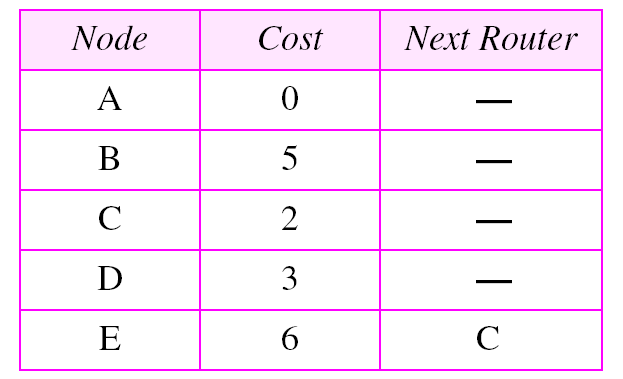 Node Cost Next Router
A 0 —
B 5 —
C 2 —
D 3 —
E 6 C